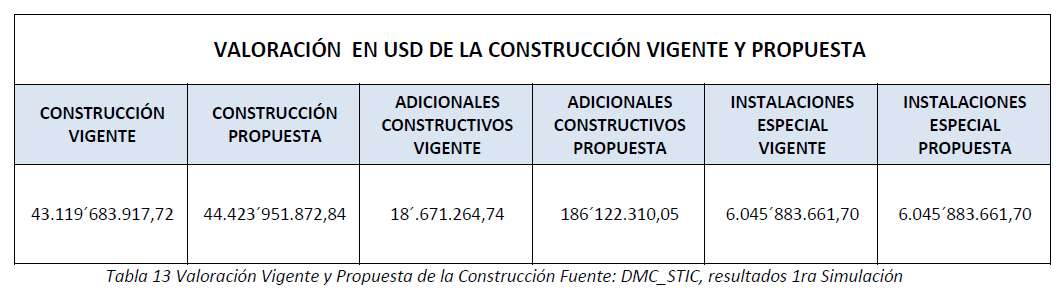 VALORACIÓN EN USD DE LA CONSTRUCCIÓN VIGENTE Y PROPUESTA
CONSTRUCCIÓN
VIGENTE
CONSTRUCCIÓN
PROPUESTA
ADICIONALES
CONSTRUCTIVOS
VIGENTE
ADICIONALES
CONSTRUCTIVOS
PROPUESTA
INSTALACIONES
ESPECIAL
VIGENTE
INSTALACIONES
ESPECIAL
PROPUESTA
43.119´683.917,72
44.423´951.872,84
18´.671.264,74
186´122.310,05
6.045´883.661,70
6.045´883.661,70
Tabla 13 Valoración Vigente y Propuesta de la Construcción Fuente: DMC_STIC, resultados 1ra Simulación